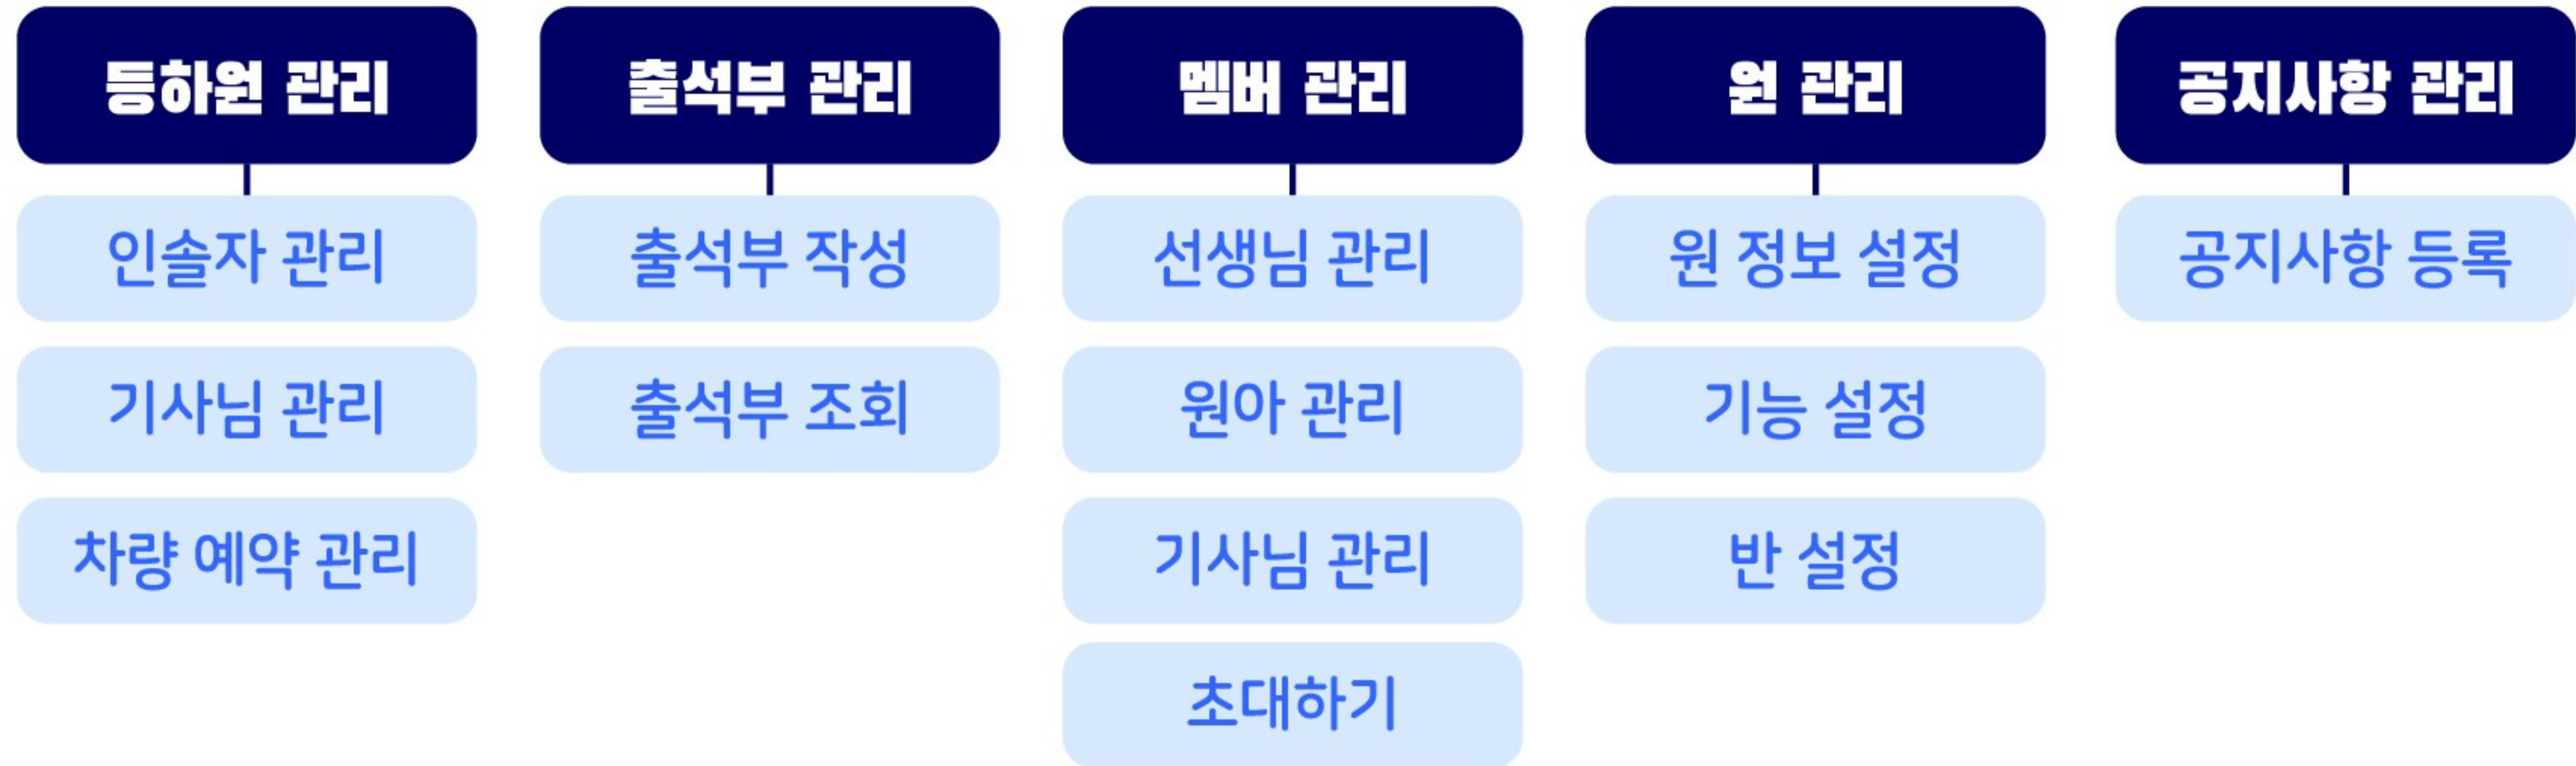 등하원 관리
인솔자 관리
기사님 관리
차량 예약 관리
출석부 관리
출석부 작성
출석부 조회
멤버 관리
선생님 관리
원아 관리
기사님 관리
초대하기
원 관리
원 정보 설정
기능 설정
반 설정
공지사항 관리
공지사항 등록